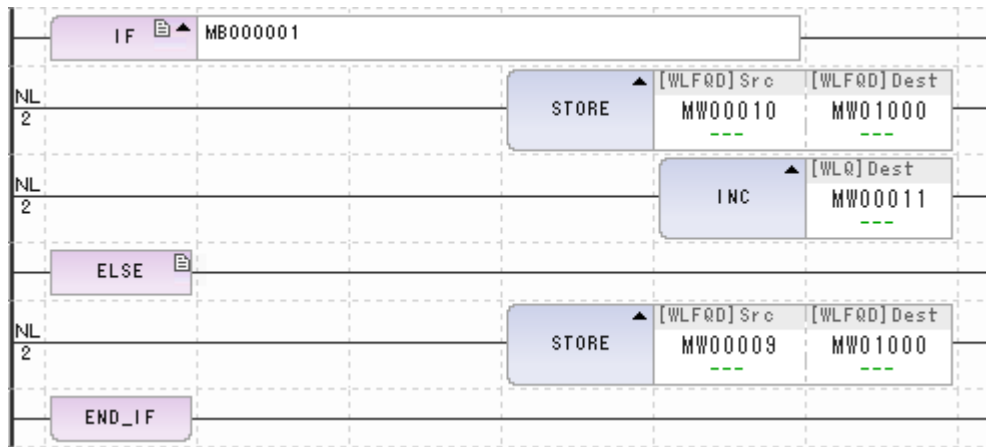 IF MB000001
[WLFQD]Src [WLFQD]Dest
NL STORE MW00010 MW01000
2 --- ---
[WLQ]Dest
NL INC MW00011
2 ---
ELSE
[WLFQD]Src [WLFQD]Dest
NL STORE MW00009 MW01000
2 --- ---
END_IF